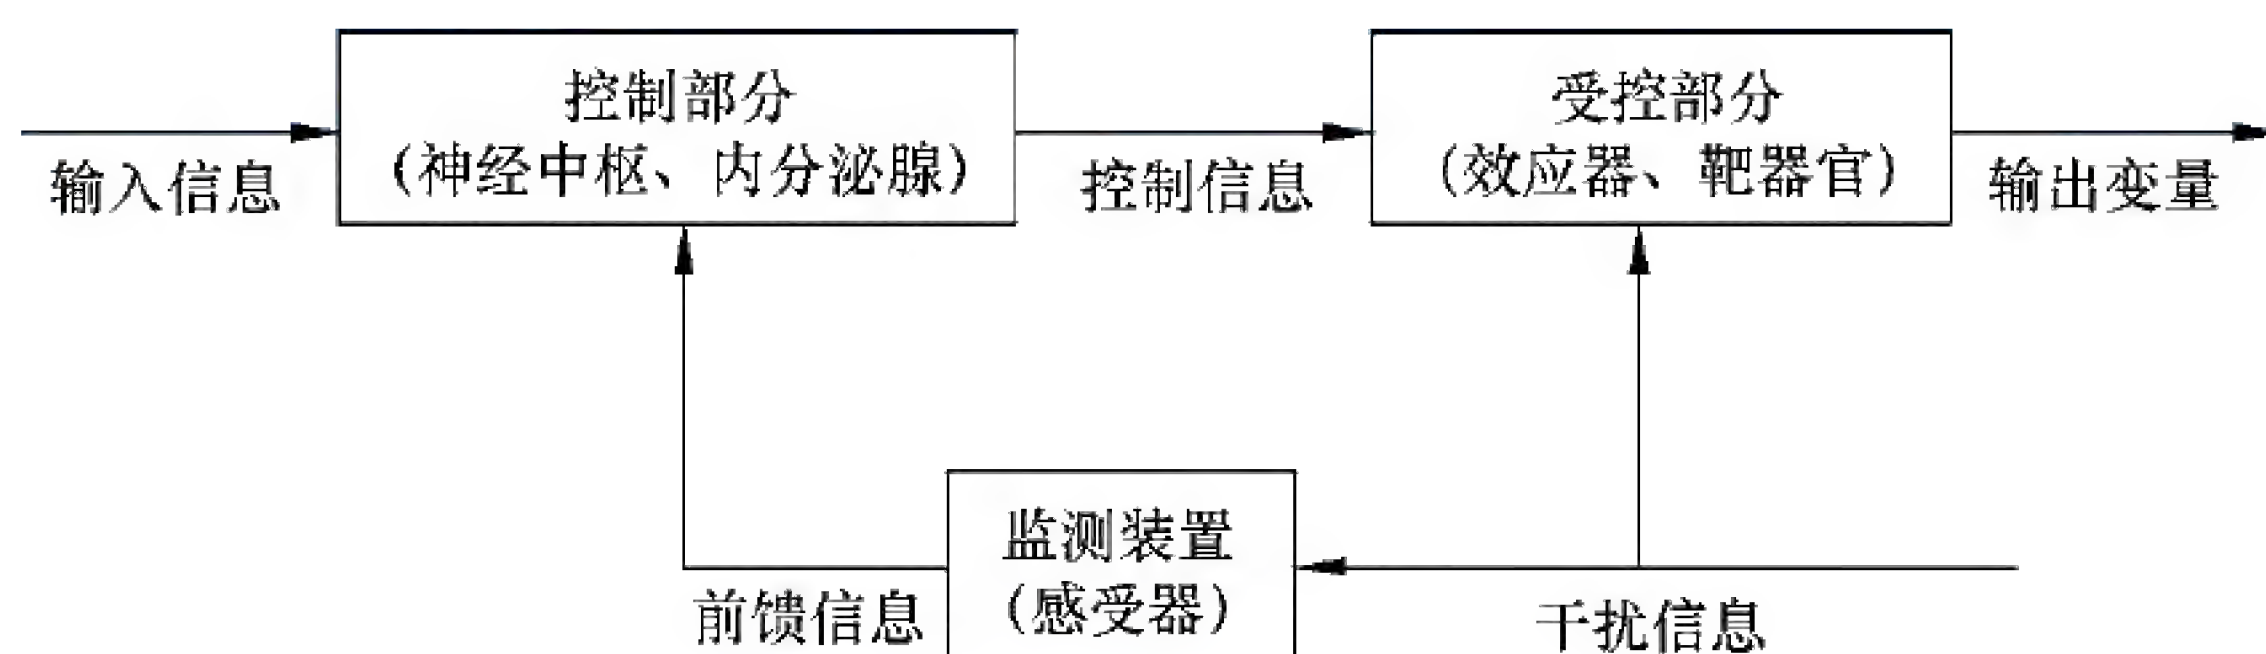 控制部分
（神经中枢、内分泌腺）
受控部分
（效应器、靶器官）
输入信息
控制信息
输出变量
监测装置
（感受器）
前馈信息
干扰信息